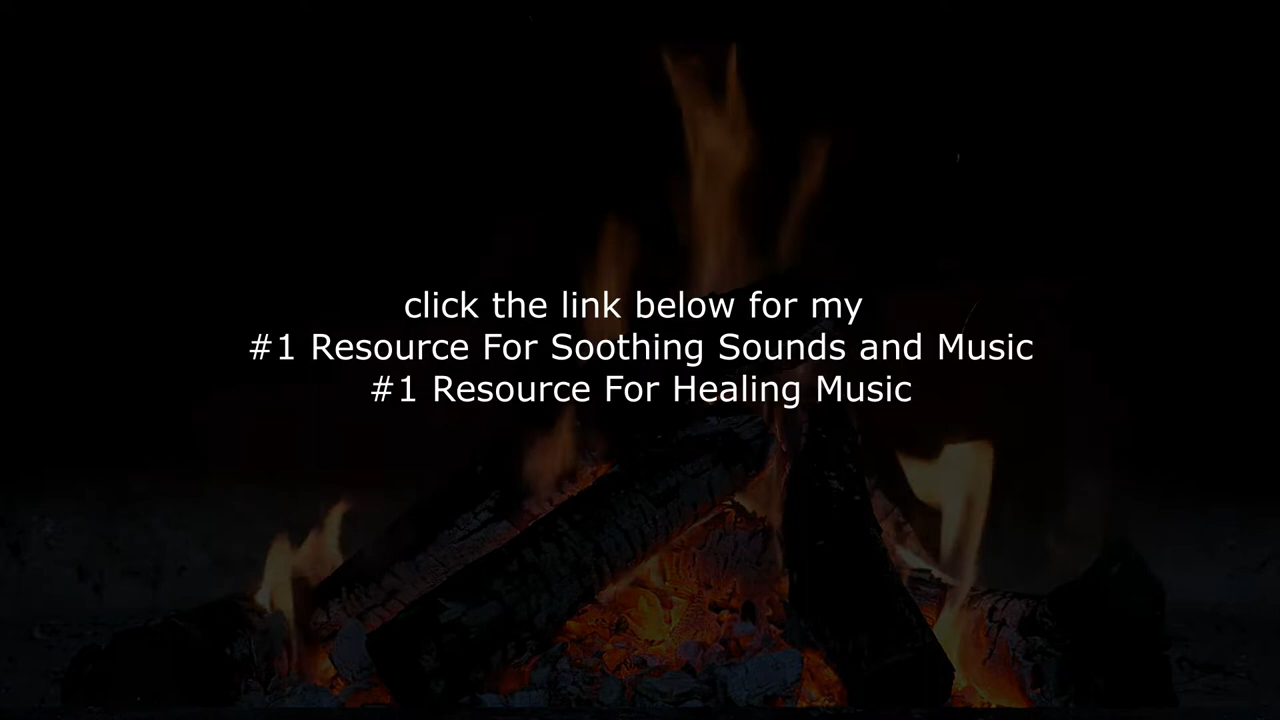 click the link below for my
#1 Resource For Soothing Sounds and Music
#1 Resource For Healing Music